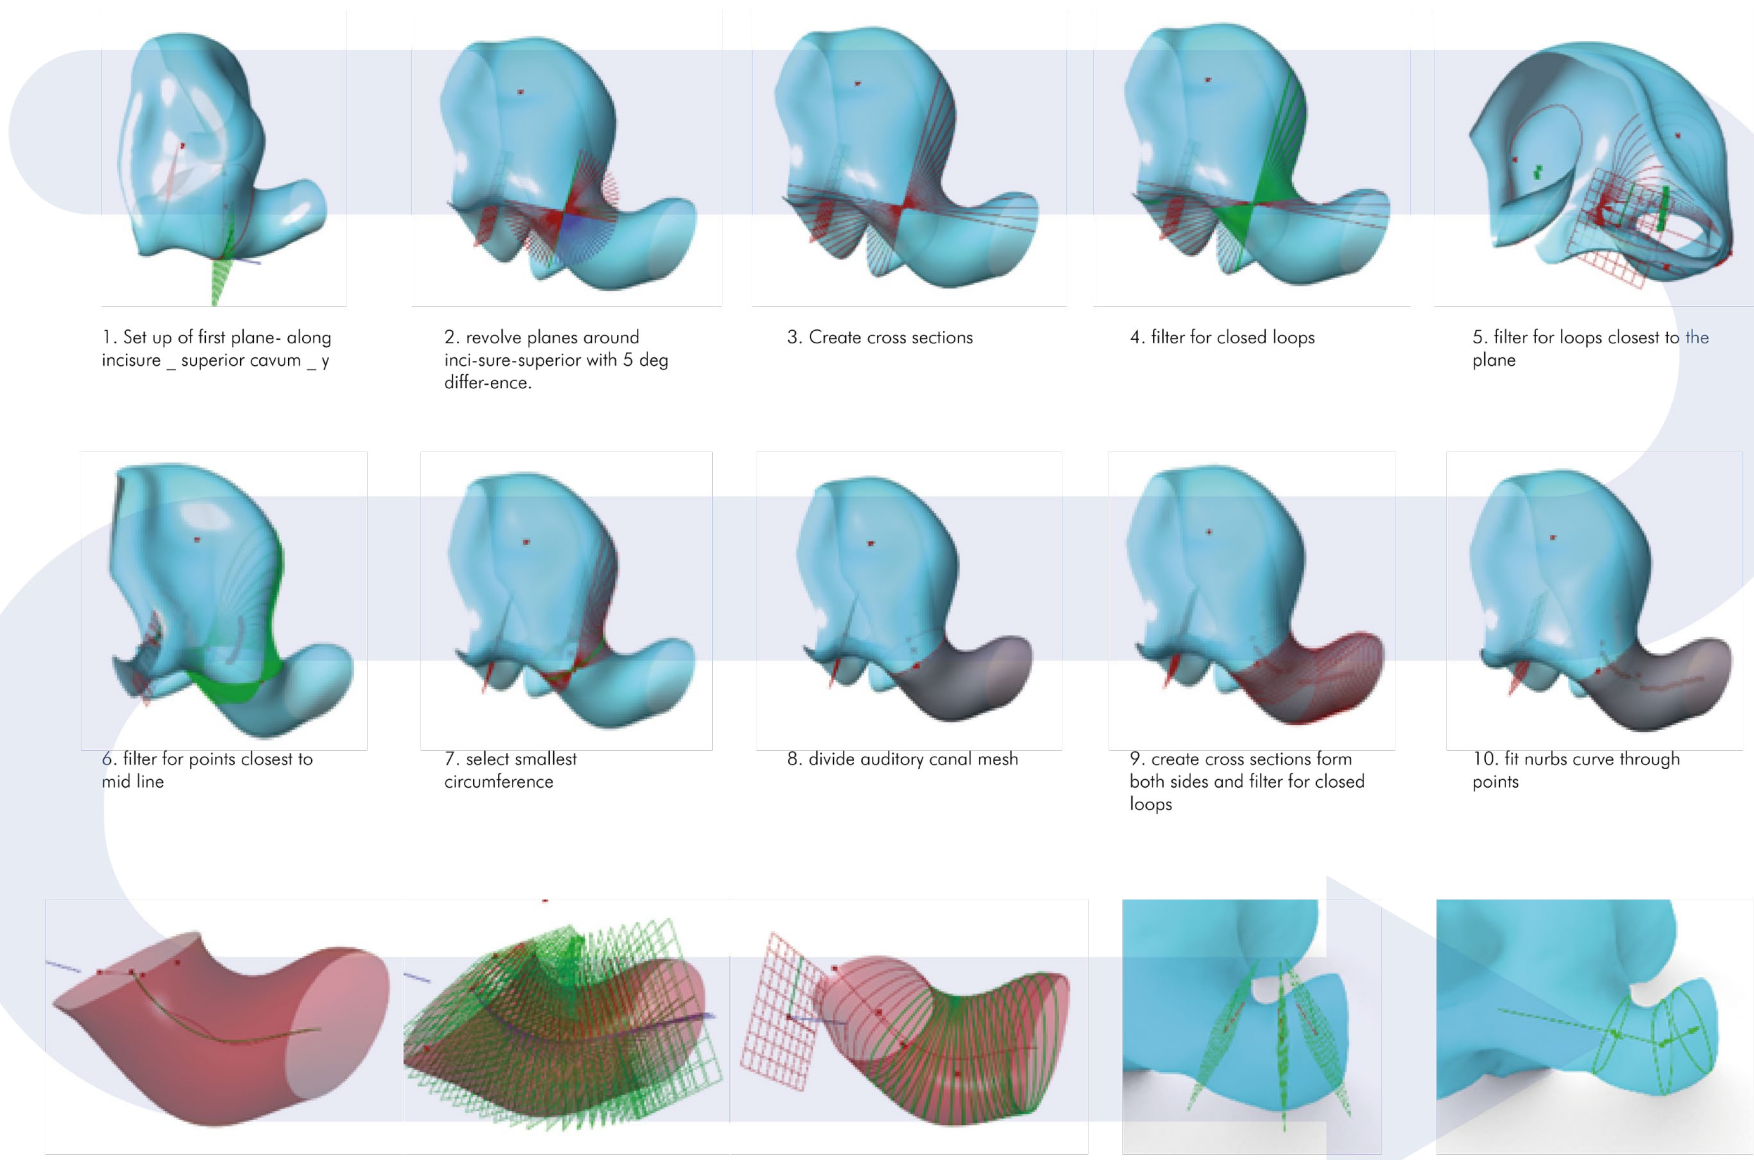 1. Set up of first plane- along
incisure _ superior cavum _ y
2. revolve planes around
inci-sure-superior with 5 deg
differ-ence.
3. Create cross sections
4. filter for closed loops
5. filter for loops closest to the
plane
6. filter for points closest to
mid line
7. select smallest
circumference
8. divide auditory canal mesh
9. create cross sections form
both sides and filter for closed
loops
10. fit nurbs curve through
points